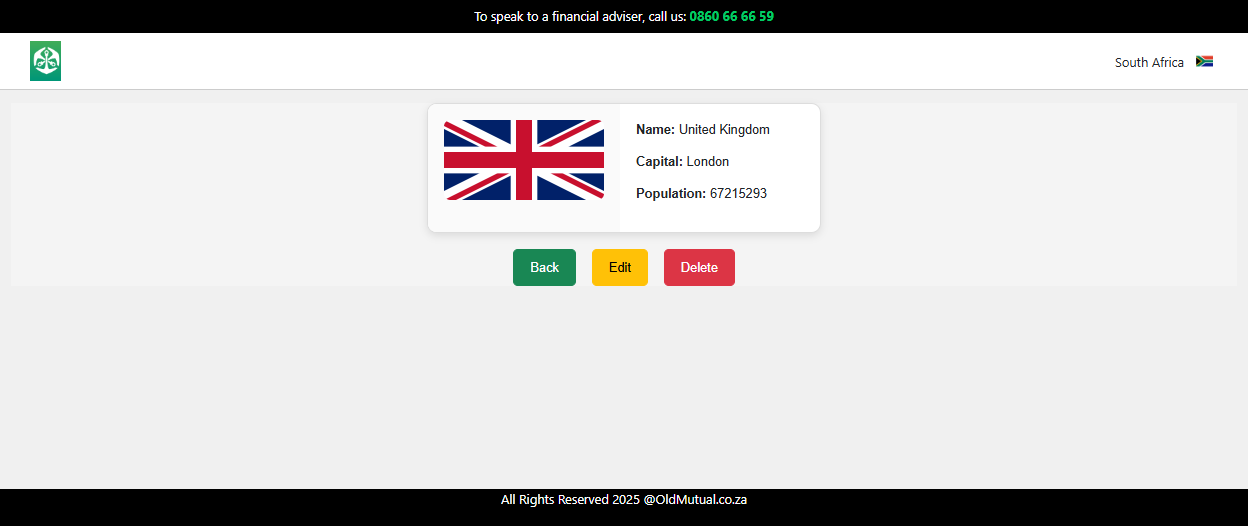 To speak to a financial adviser, call us: 0860 66 66 59
South Africa
Name: United Kingdom
Capital: London
Population: 67215293
Back Edit Delete
All Rights Reserved 2025 @OldMutual.co.za